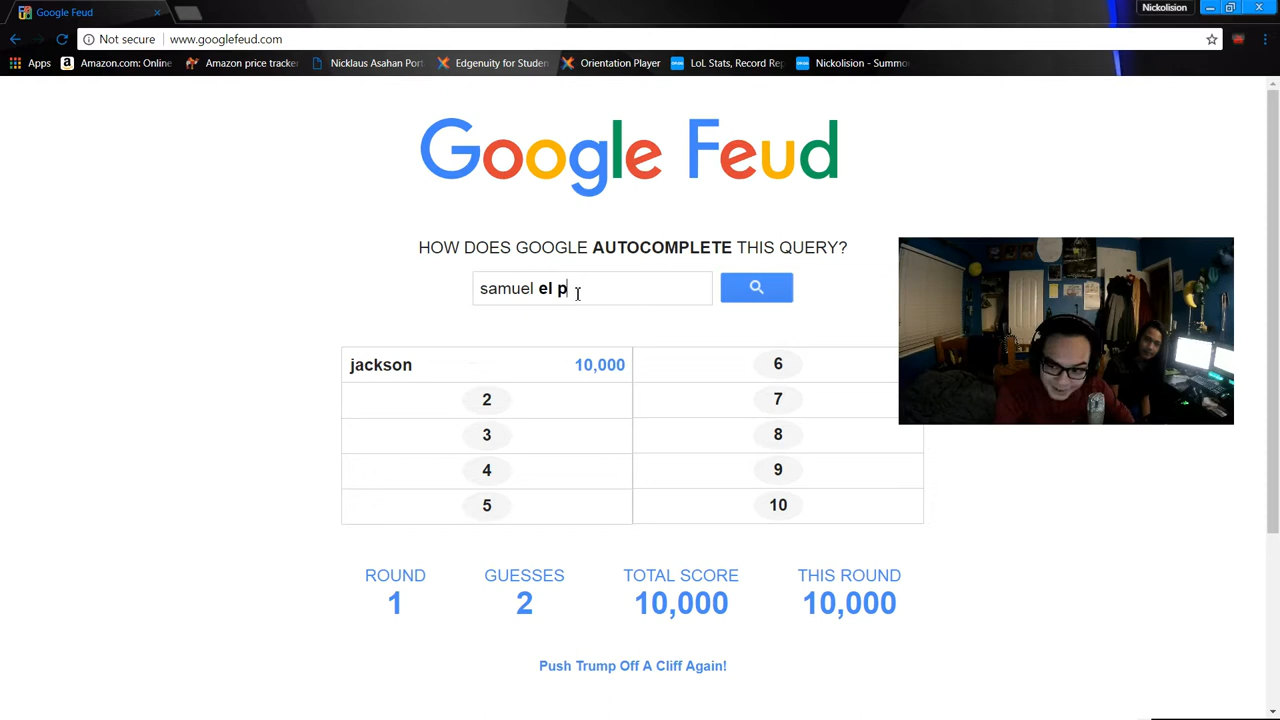 Google Feud
Nickolision
Not secure www.googlefeud.com
Apps Amazon.com: Online Amazon price tracke Nicklaus Asahan Port Edgenuity for Studen Orientation Player LoL Stats, Record Rep Nickolision - Summo
Google Feud
HOW DOES GOOGLE AUTOCOMPLETE THIS QUERY?
samuel el p
jackson 10,000 6
2 7
3 8
4 9
5 10
ROUND GUESSES TOTAL SCORE THIS ROUND
1 2 10,000 10,000
Push Trump Off A Cliff Again!